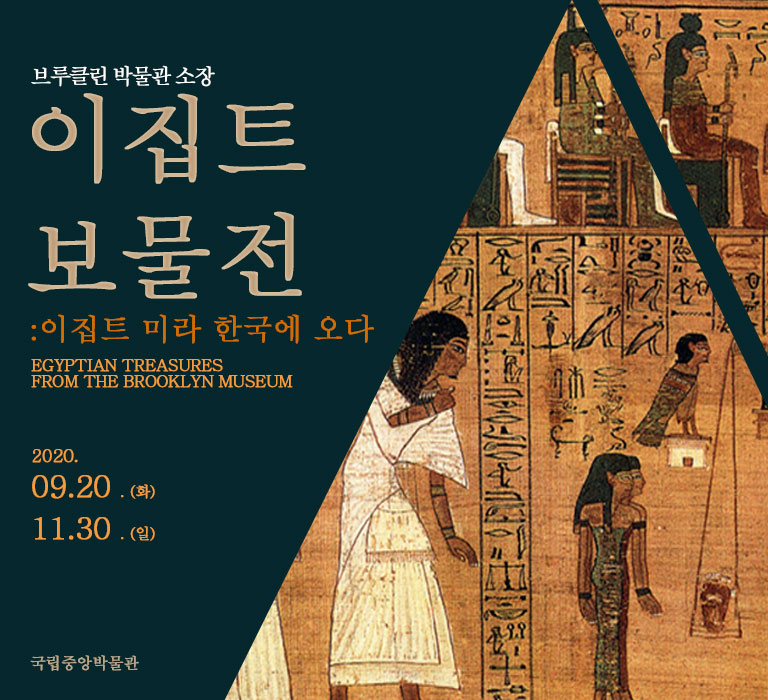 브루클린 박물관 소장
이집트
보물전
:이집트 미라 한국에 오다
EGYPTIAN TREASURES
FROM THE BROOKLYN MUSEUM
2020.
09.20 . (화)
11.30 . (일)
국립중앙박물관